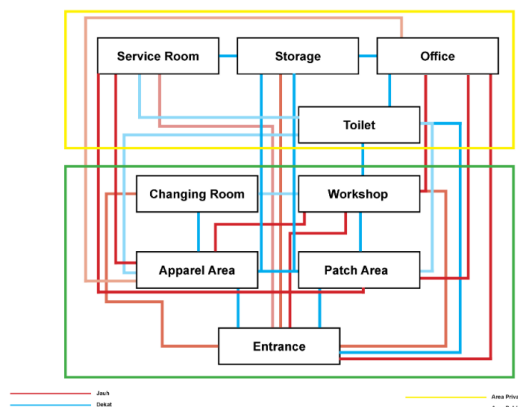 Service Room
Storage
Office
Toilet
Changing Room
Workshop
Apparel Area
Patch Area
Entrance
Jauh
Dekat
Area Priva